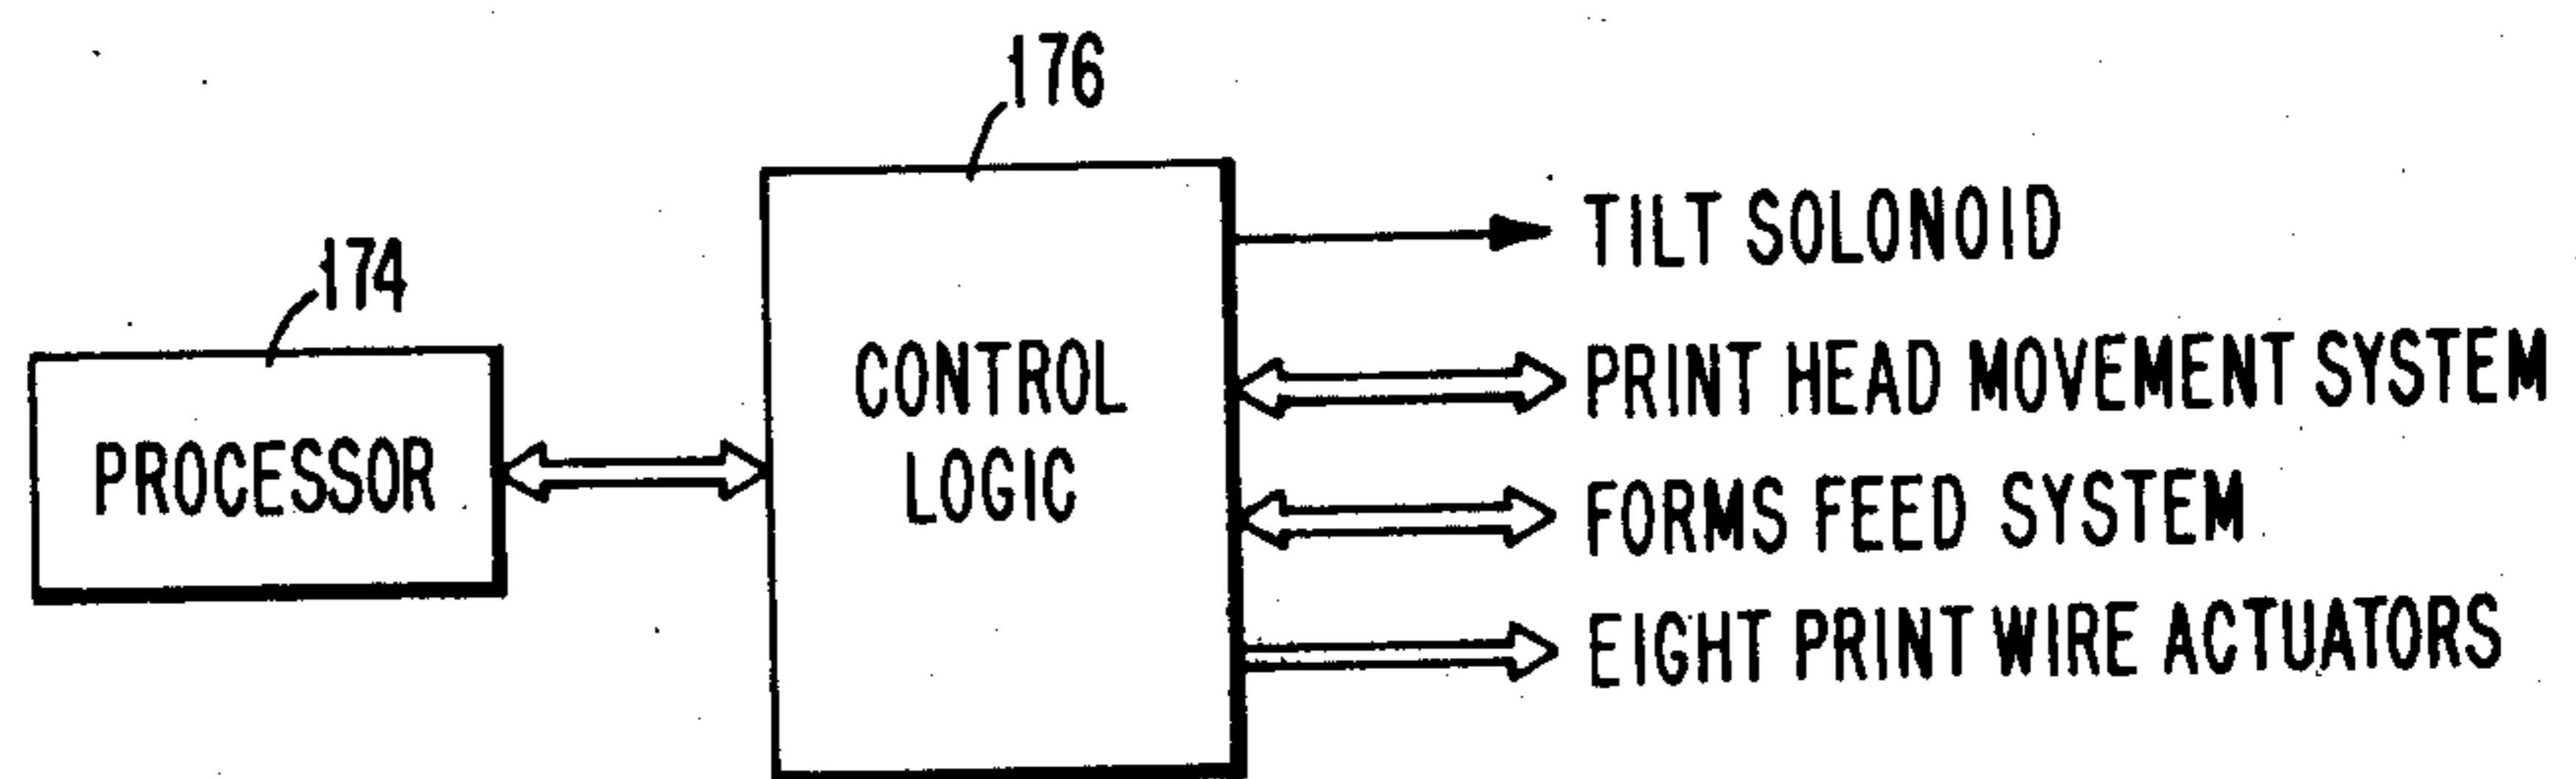 176
174
TILT SOLONOID
PROCESSOR
CONTROL
LOGIC
PRINT HEAD MOVEMENT SYSTEM
FORMS FEED SYSTEM
EIGHT PRINT WIRE ACTUATORS